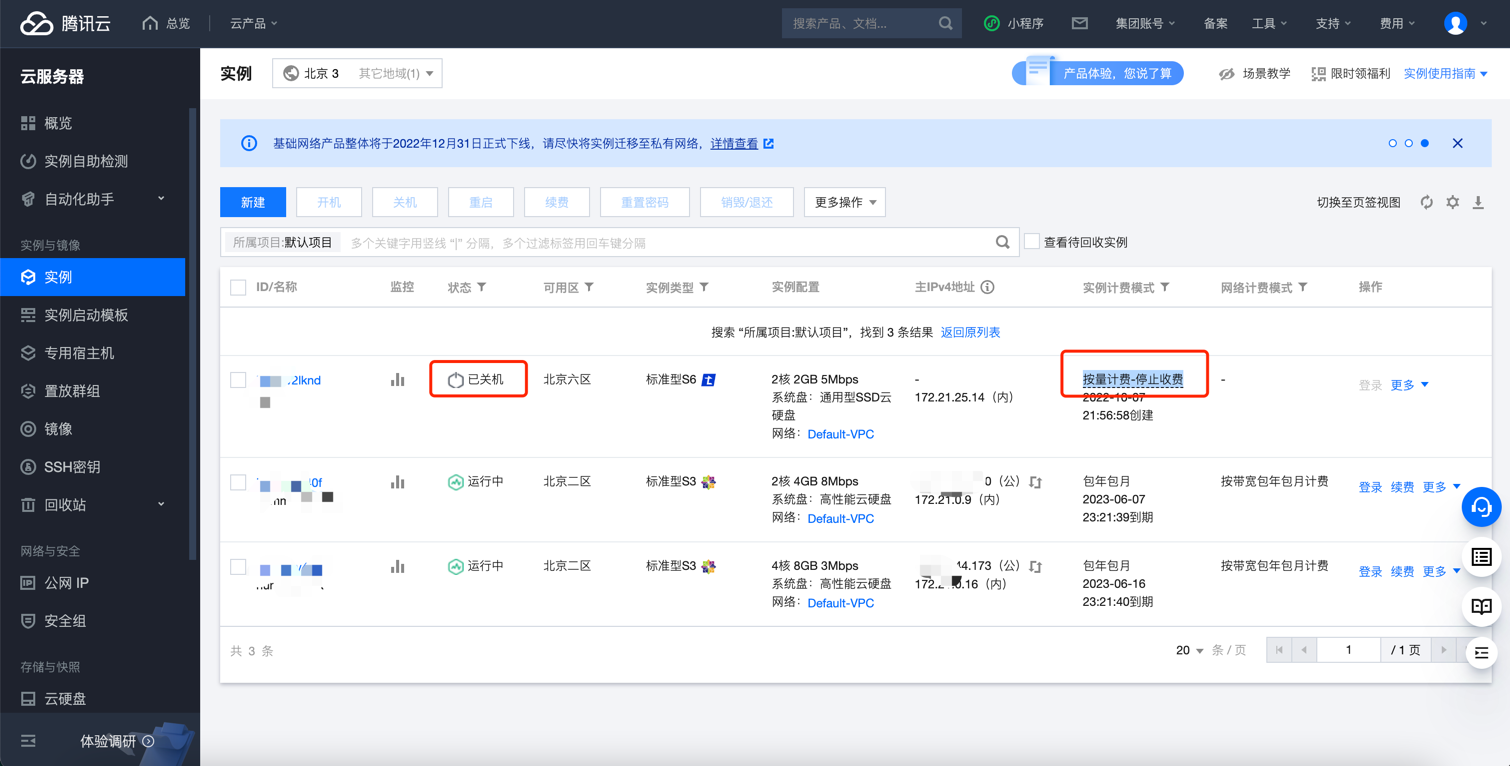 腾讯云
总览
云产品
搜索产品、文档...
小程序
集团账号
备案
工具
支持
费用
云服务器
概览
实例自助检测
自动化助手
实例与镜像
实例
实例启动模板
专用宿主机
置放群组
镜像
SSH密钥
回收站
网络与安全
公网 IP
安全组
存储与快照
云硬盘
体验调研
实例
北京 3 其它地域(1)
产品体验，您说了算
场景教学
限时领福利
实例使用指南
基础网络产品整体将于2022年12月31日正式下线，请尽快将实例迁移至私有网络，详情查看
新建
开机
关机
重启
续费
重置密码
销毁/退还
更多操作
切换至页签视图
所属项目:默认项目 多个关键字用竖线 “|” 分隔，多个过滤标签用回车键分隔
查看待回收实例
ID/名称 监控 状态 可用区 实例类型 实例配置 主IPv4地址 实例计费模式 网络计费模式 操作
搜索 “所属项目:默认项目”，找到 3 条结果 返回原列表
2lknd
已关机
北京六区
标准型S6
2核 2GB 5Mbps
系统盘：通用型SSD云
硬盘
网络：Default-VPC
-
172.21.25.14（内）
按量计费-停止收费
2022-10-07
21:56:58创建
-
登录 更多
0f
运行中
北京二区
标准型S3
2核 4GB 8Mbps
系统盘：高性能云硬盘
网络：Default-VPC
0（公）
172.21.0.9（内）
包年包月
2023-06-07
23:21:39到期
按带宽包年包月计费
登录 续费 更多
运行中
北京二区
标准型S3
4核 8GB 3Mbps
系统盘：高性能云硬盘
网络：Default-VPC
44.173（公）
0.16（内）
包年包月
2023-06-16
23:21:40到期
按带宽包年包月计费
登录 续费 更多
共 3 条
20 条 / 页
1
/ 1 页